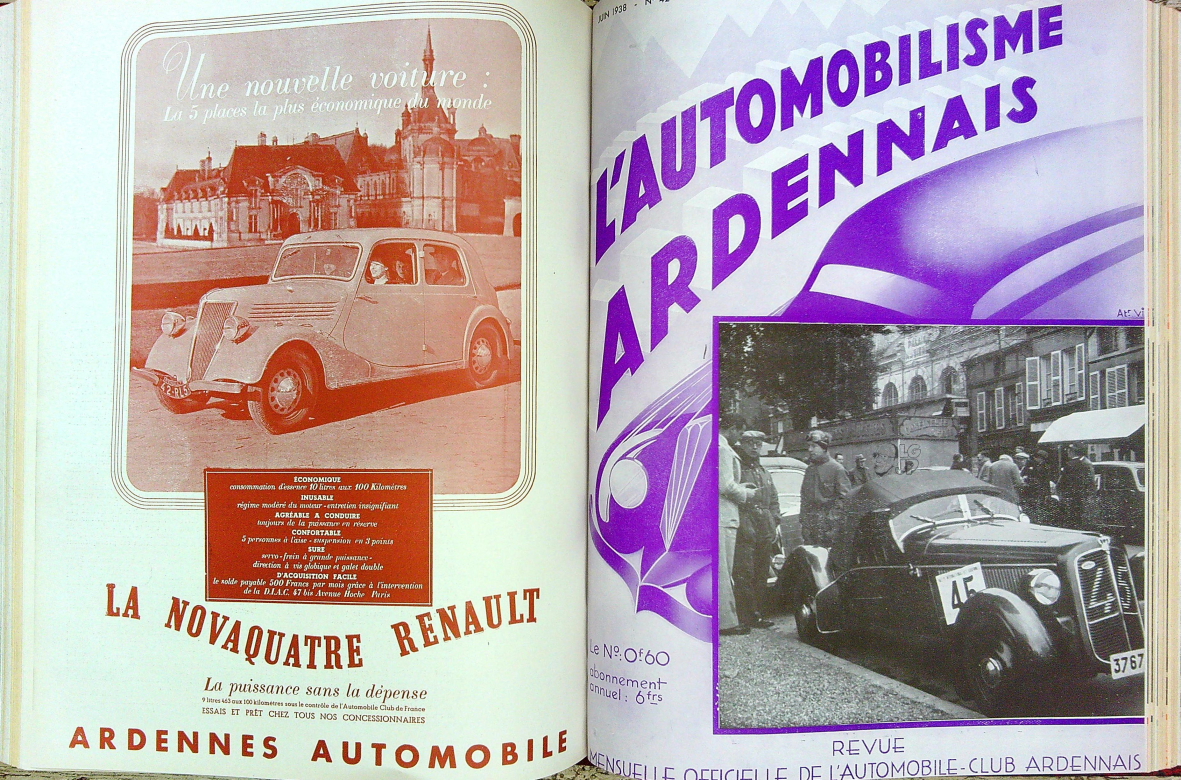 Une nouvelle voiture :
La 5 places la plus économique du monde
ÉCONOMIQUE
consommation d'essence 10 litres aux 100 Kilomètres
INUSABLE
régime modéré du moteur - entretien insignifiant
AGRÉABLE A CONDUIRE
toujours de la puissance en réserve
CONFORTABLE
5 personnes à l'aise - suspension en 3 points
SURE
servo-frein à grande puissance -
direction à vis globique et galet double
D'ACQUISITION FACILE
le solde payable 500 Francs par mois grâce à l'intervention
de la D.I.A.C. 47 bis Avenue Hoche Paris
LA NOVAQUATRE RENAULT
La puissance sans la dépense
9 litres 463 aux 100 kilomètres sous le contrôle de l'Automobile Club de France
ESSAIS ET PRÊT CHEZ TOUS NOS CONCESSIONNAIRES
ARDENNES AUTOMOBILE
JUIN 1938 - N°
L'AUTOMOBILISME
ARDENNAIS
45
3767
Le No: 0f60
abonnement
annuel : 6frs
REVUE
MENSUELLE OFFICIELLE DE L'AUTOMOBILE-CLUB ARDENNAIS